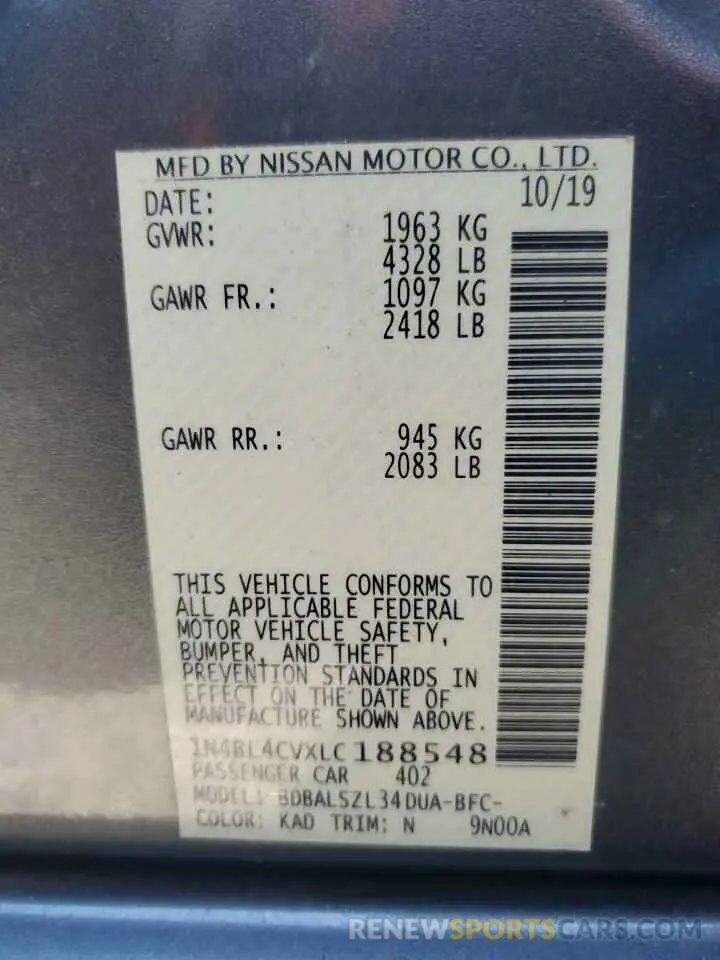 MFD BY NISSAN MOTOR CO., LTD.
DATE: 10/19
GVWR: 1963 KG
4328 LB
GAWR FR.: 1097 KG
2418 LB
GAWR RR.: 945 KG
2083 LB
THIS VEHICLE CONFORMS TO
ALL APPLICABLE FEDERAL
MOTOR VEHICLE SAFETY,
BUMPER, AND THEFT
PREVENTION STANDARDS IN
EFFECT ON THE DATE OF
MANUFACTURE SHOWN ABOVE.
1N4BL4CVXLC188548
PASSENGER CAR 402
MODEL: BDBALSZL34DUA-BFC-
COLOR: KAD TRIM: N 9N00A
RENEWSPORTSCAR.COM